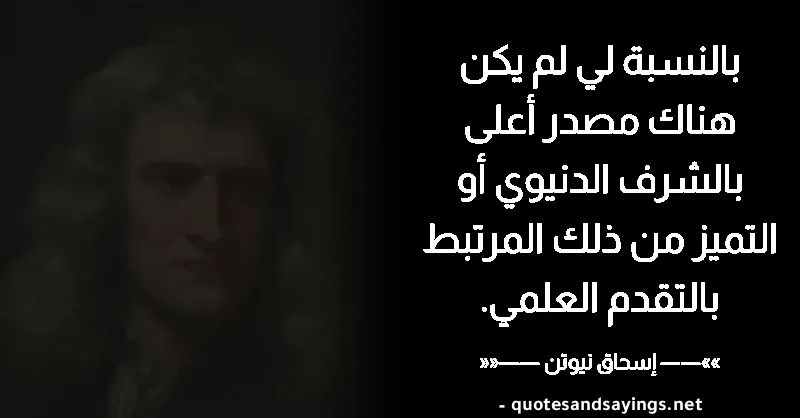 بالنسبة لي لم يكن
هناك مصدر أعلى
بالشرف الدنيوي أو
التميز من ذلك المرتبط
بالتقدم العلمي.
»»—— إسحاق نيوتن ——««
- quotesandsayings.net